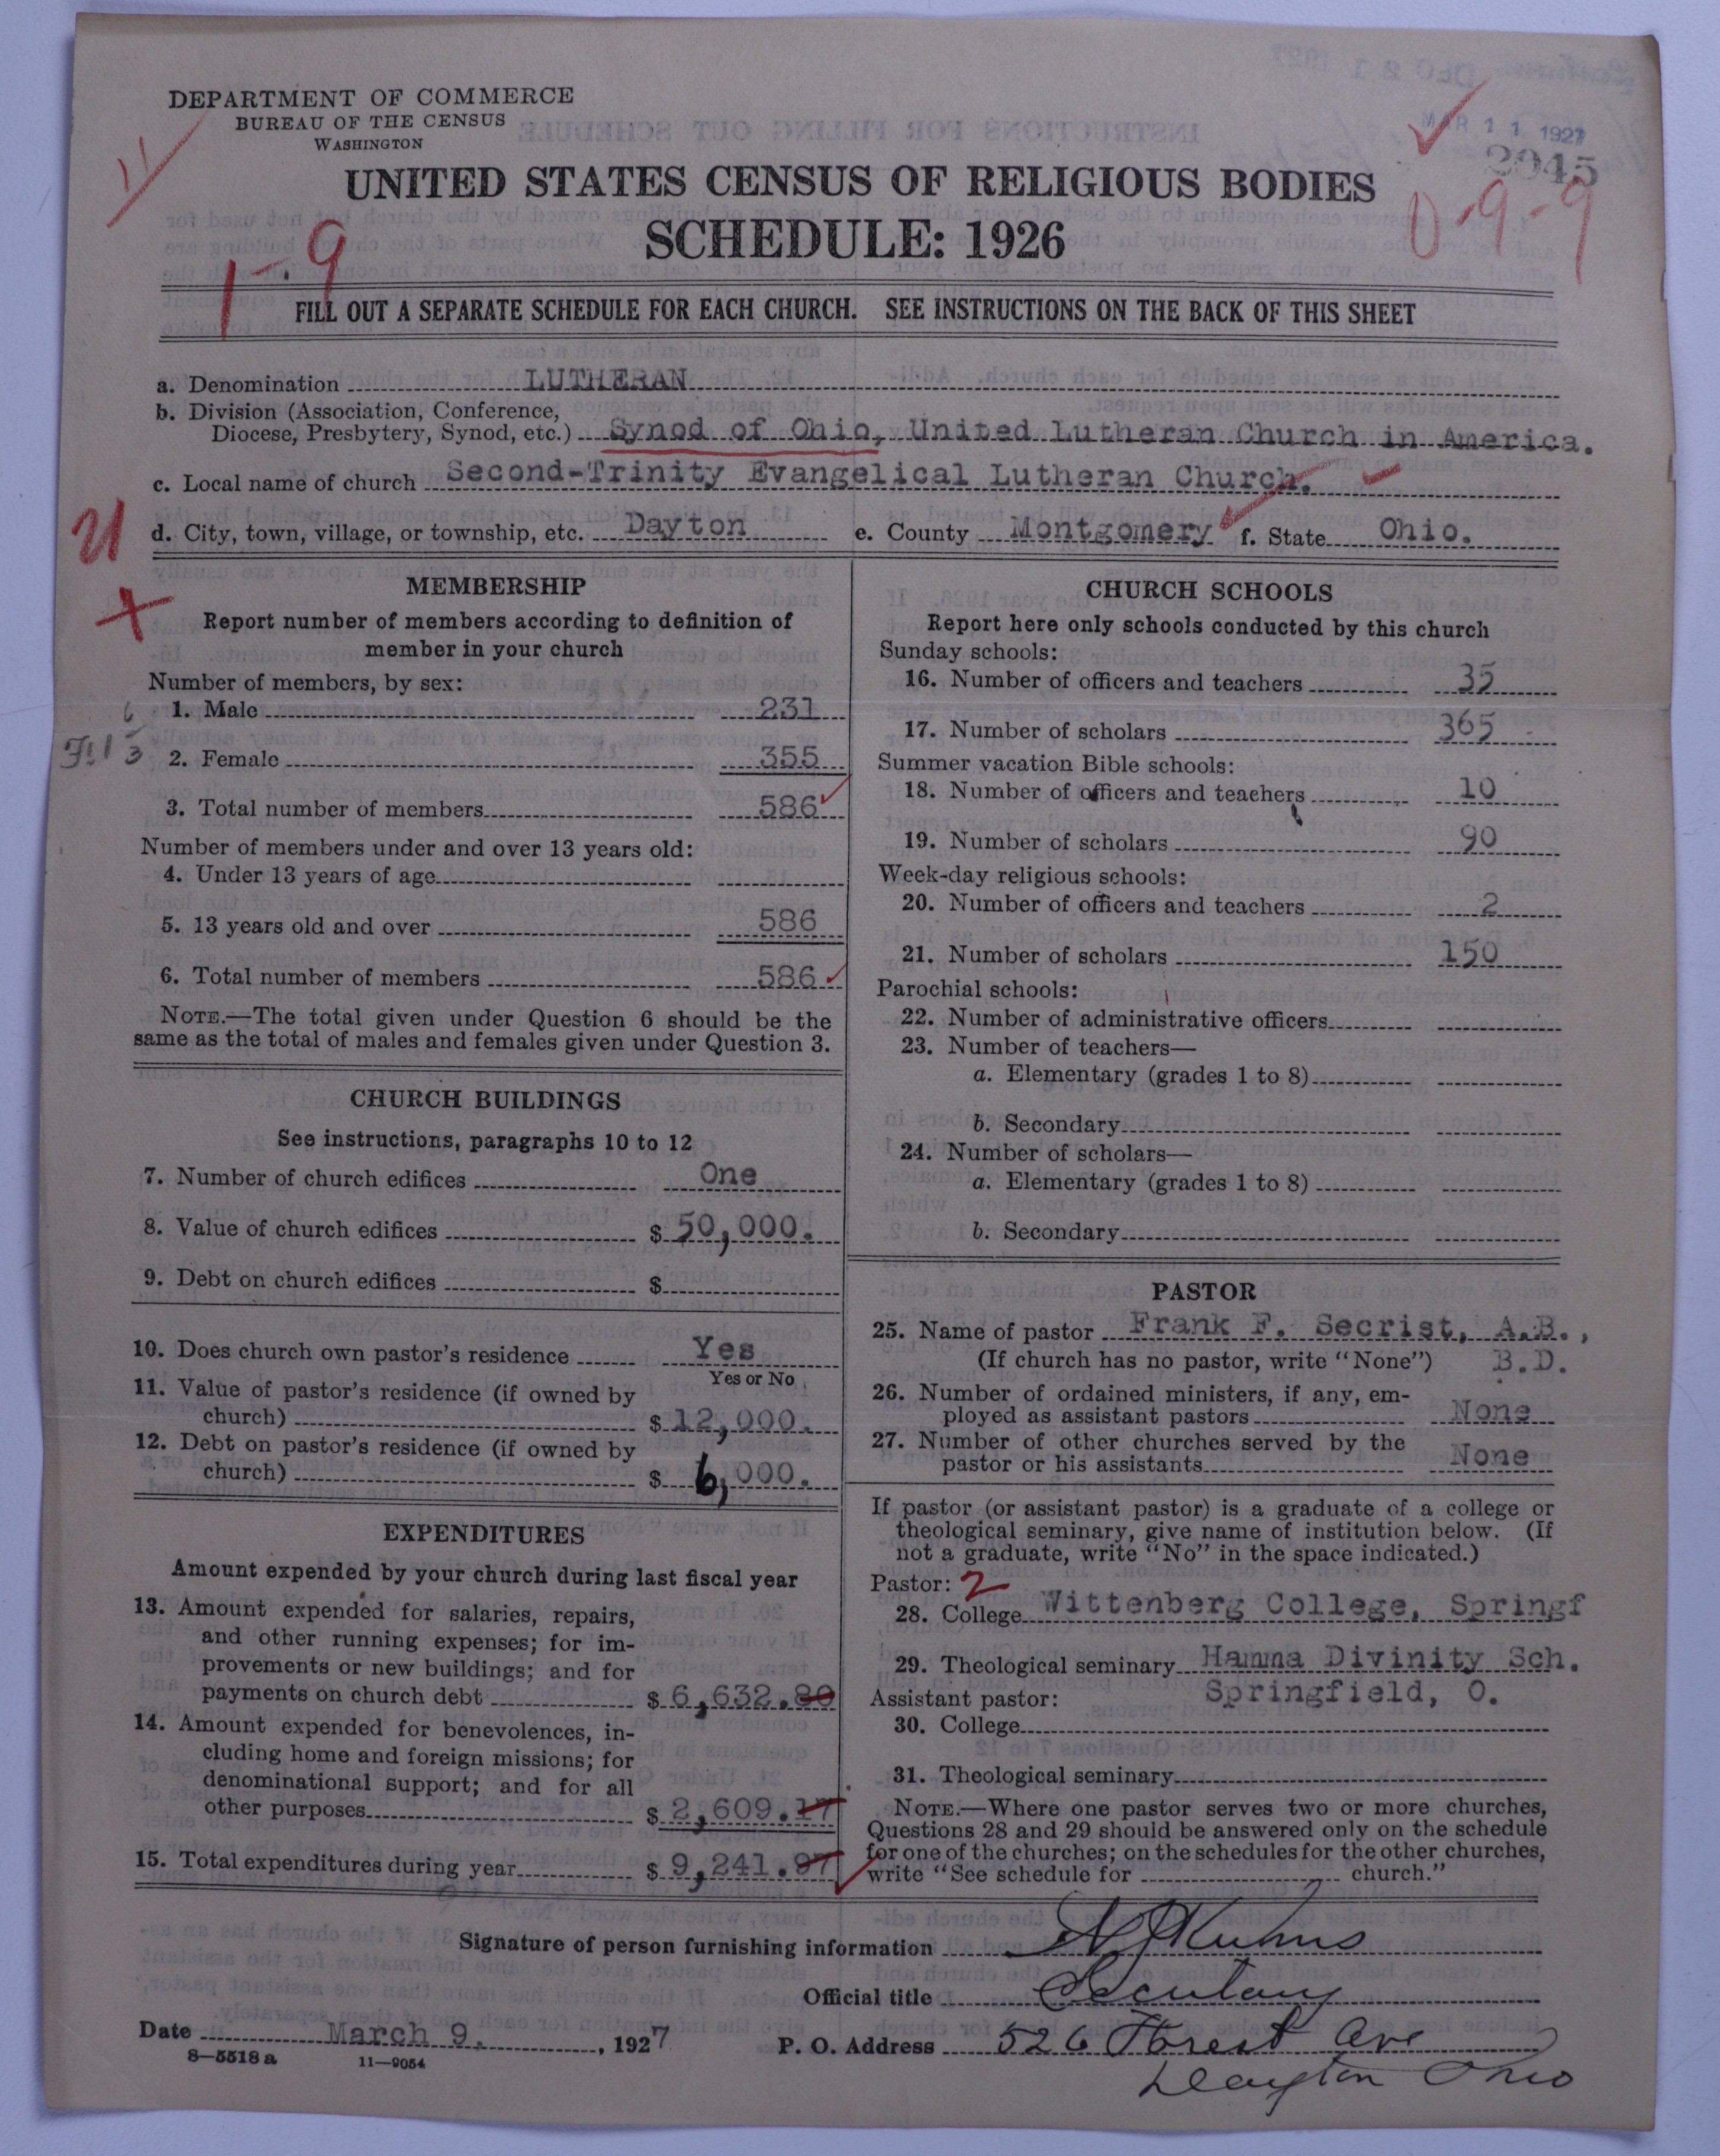 DEPARTMENT OF COMMERCE
BUREAU OF THE CENSUS
WASHINGTON
MAR 11 1927
2945
11
UNITED STATES CENSUS OF RELIGIOUS BODIES
SCHEDULE: 1926
1-9
0-9-9
FILL OUT A SEPARATE SCHEDULE FOR EACH CHURCH. SEE INSTRUCTIONS ON THE BACK OF THIS SHEET
a. Denomination LUTHERAN
b. Division (Association, Conference,
Diocese, Presbytery, Synod, etc.) Synod of Ohio, United Lutheran Church in America.
c. Local name of church Second-Trinity Evangelical Lutheran Church.
d. City, town, village, or township, etc. Dayton e. County Montgomery f. State Ohio.
MEMBERSHIP
Report number of members according to definition of
member in your church
Number of members, by sex:
1. Male 231
2. Female 355
3. Total number of members 586
Number of members under and over 13 years old:
4. Under 13 years of age
5. 13 years old and over 586
6. Total number of members 586
NOTE.—The total given under Question 6 should be the
same as the total of males and females given under Question 3.
CHURCH BUILDINGS
See instructions, paragraphs 10 to 12
7. Number of church edifices One
8. Value of church edifices $ 50,000.
9. Debt on church edifices $
10. Does church own pastor's residence Yes
Yes or No
11. Value of pastor's residence (if owned by
church) $ 12,000.
12. Debt on pastor's residence (if owned by
church) $ 6,000.
EXPENDITURES
Amount expended by your church during last fiscal year
13. Amount expended for salaries, repairs,
and other running expenses; for im-
provements or new buildings; and for
payments on church debt $ 6,632.80
14. Amount expended for benevolences, in-
cluding home and foreign missions; for
denominational support; and for all
other purposes $ 2,609.17
15. Total expenditures during year $ 9,241.97
CHURCH SCHOOLS
Report here only schools conducted by this church
Sunday schools:
16. Number of officers and teachers 35
17. Number of scholars 365
Summer vacation Bible schools:
18. Number of officers and teachers 10
19. Number of scholars 90
Week-day religious schools:
20. Number of officers and teachers 2
21. Number of scholars 150
Parochial schools:
22. Number of administrative officers
23. Number of teachers—
a. Elementary (grades 1 to 8)
b. Secondary
24. Number of scholars—
a. Elementary (grades 1 to 8)
b. Secondary
PASTOR
25. Name of pastor Frank F. Secrist, A.B.,
(If church has no pastor, write "None") B.D.
26. Number of ordained ministers, if any, em-
ployed as assistant pastors None
27. Number of other churches served by the
pastor or his assistants None
If pastor (or assistant pastor) is a graduate of a college or
theological seminary, give name of institution below. (If
not a graduate, write "No" in the space indicated.)
Pastor: 2
28. College Wittenberg College, Springf
29. Theological seminary Hamma Divinity Sch.
Assistant pastor: Springfield, O.
30. College
31. Theological seminary
NOTE.—Where one pastor serves two or more churches,
Questions 28 and 29 should be answered only on the schedule
for one of the churches; on the schedules for the other churches,
write "See schedule for church."
Signature of person furnishing information Kuhns
Official title Secretary
Date March 9, 1927 P. O. Address 526 Forest Ave
Dayton Ohio
8-5518 a 11-9054